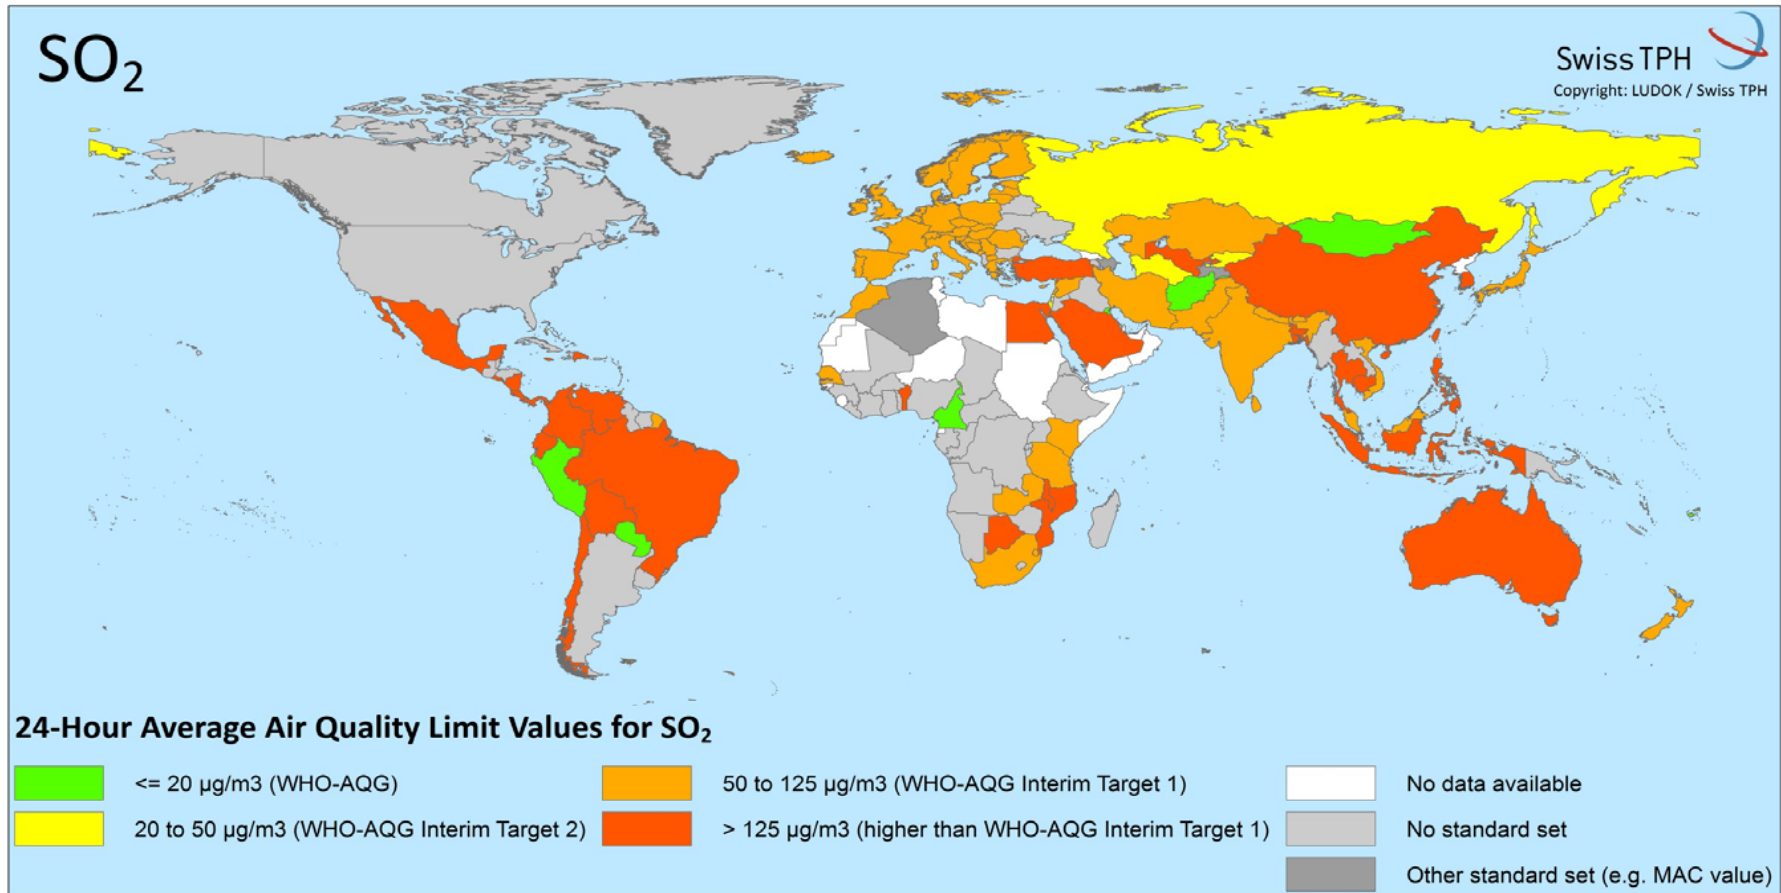 SO₂
Swiss TPH
Copyright: LUDOK / Swiss TPH
24-Hour Average Air Quality Limit Values for SO₂
<= 20 µg/m3 (WHO-AQG)
50 to 125 µg/m3 (WHO-AQG Interim Target 1)
No data available
20 to 50 µg/m3 (WHO-AQG Interim Target 2)
> 125 µg/m3 (higher than WHO-AQG Interim Target 1)
No standard set
Other standard set (e.g. MAC value)